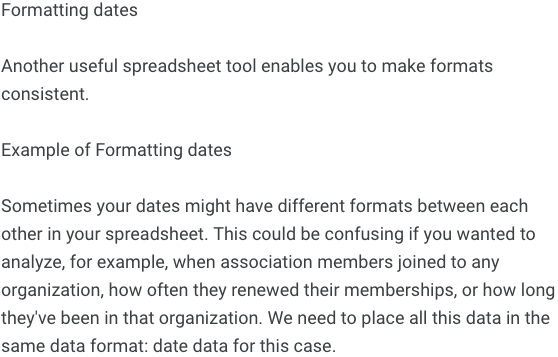 Formatting dates
Another useful spreadsheet tool enables you to make formats
consistent.
Example of Formatting dates
Sometimes your dates might have different formats between each
other in your spreadsheet. This could be confusing if you wanted to
analyze, for example, when association members joined to any
organization, how often they renewed their memberships, or how long
they've been in that organization. We need to place all this data in the
same data format: date data for this case.